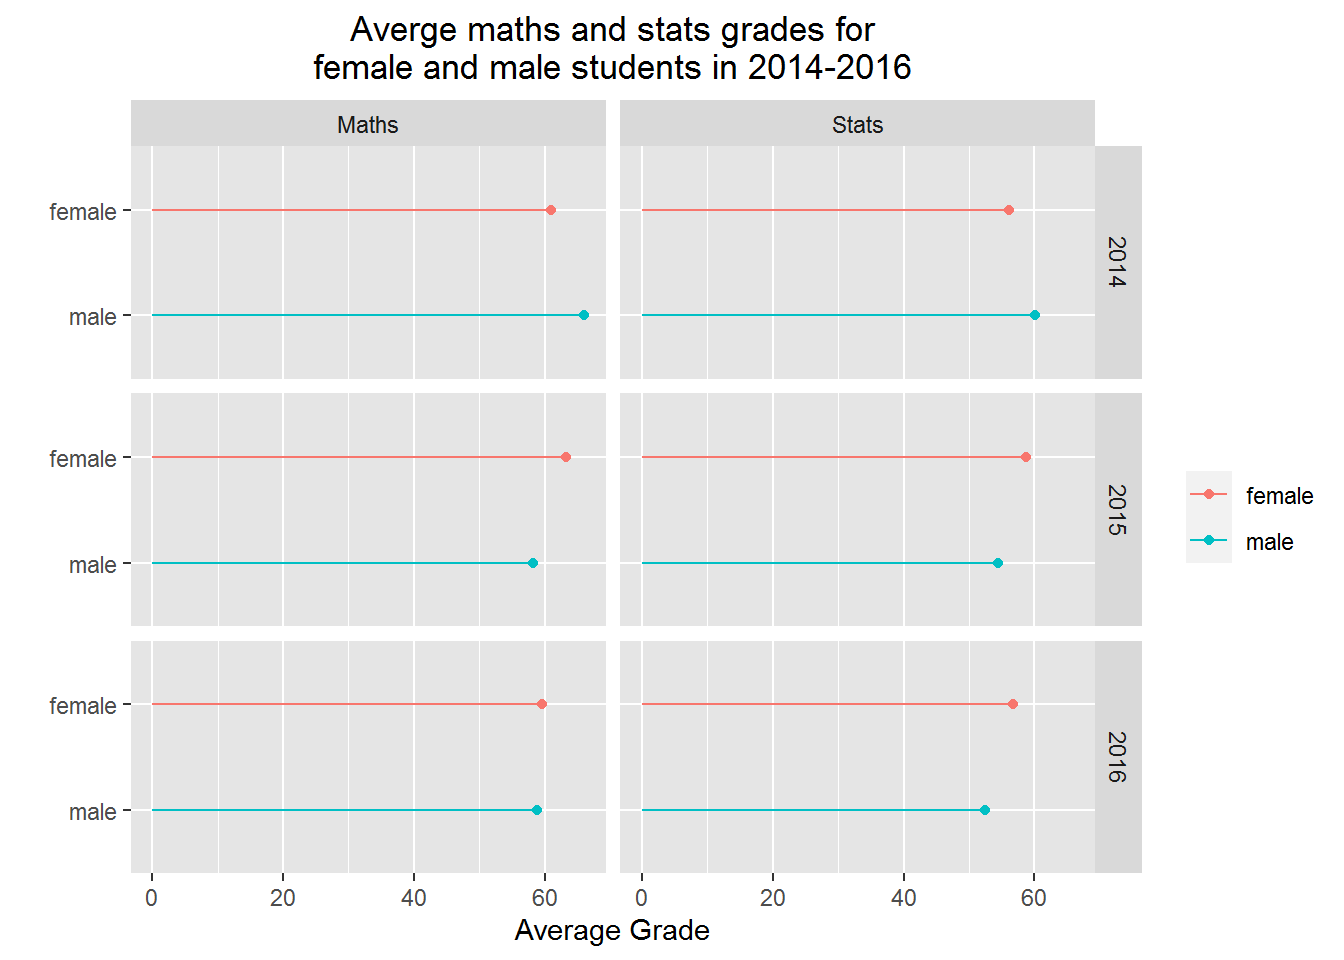 Averge maths and stats grades for
female and male students in 2014-2016
Maths Stats
female
male
2014
female
male
2015
female
male
2016
0 20 40 60 0 20 40 60
Average Grade
female
male